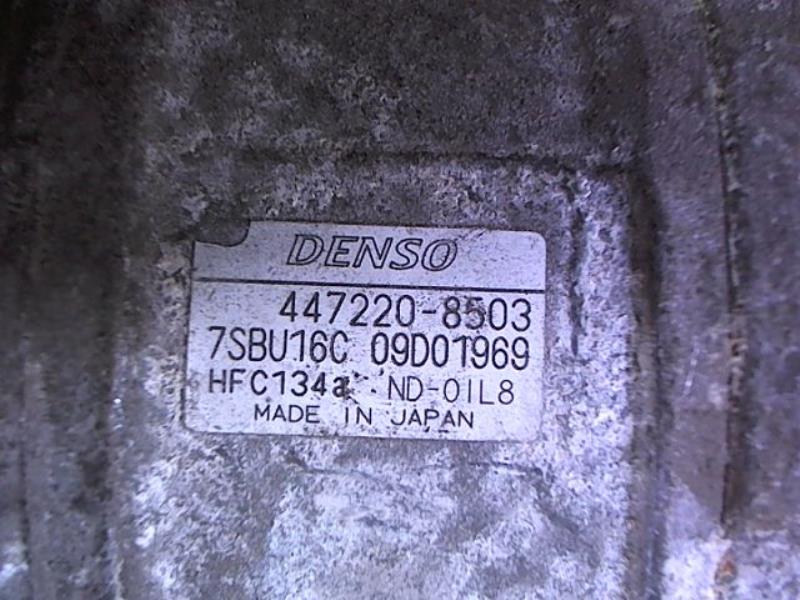 DENSO
447220-8503
7SBU16C 09D01969
HFC134a ND-OIL8
MADE IN JAPAN